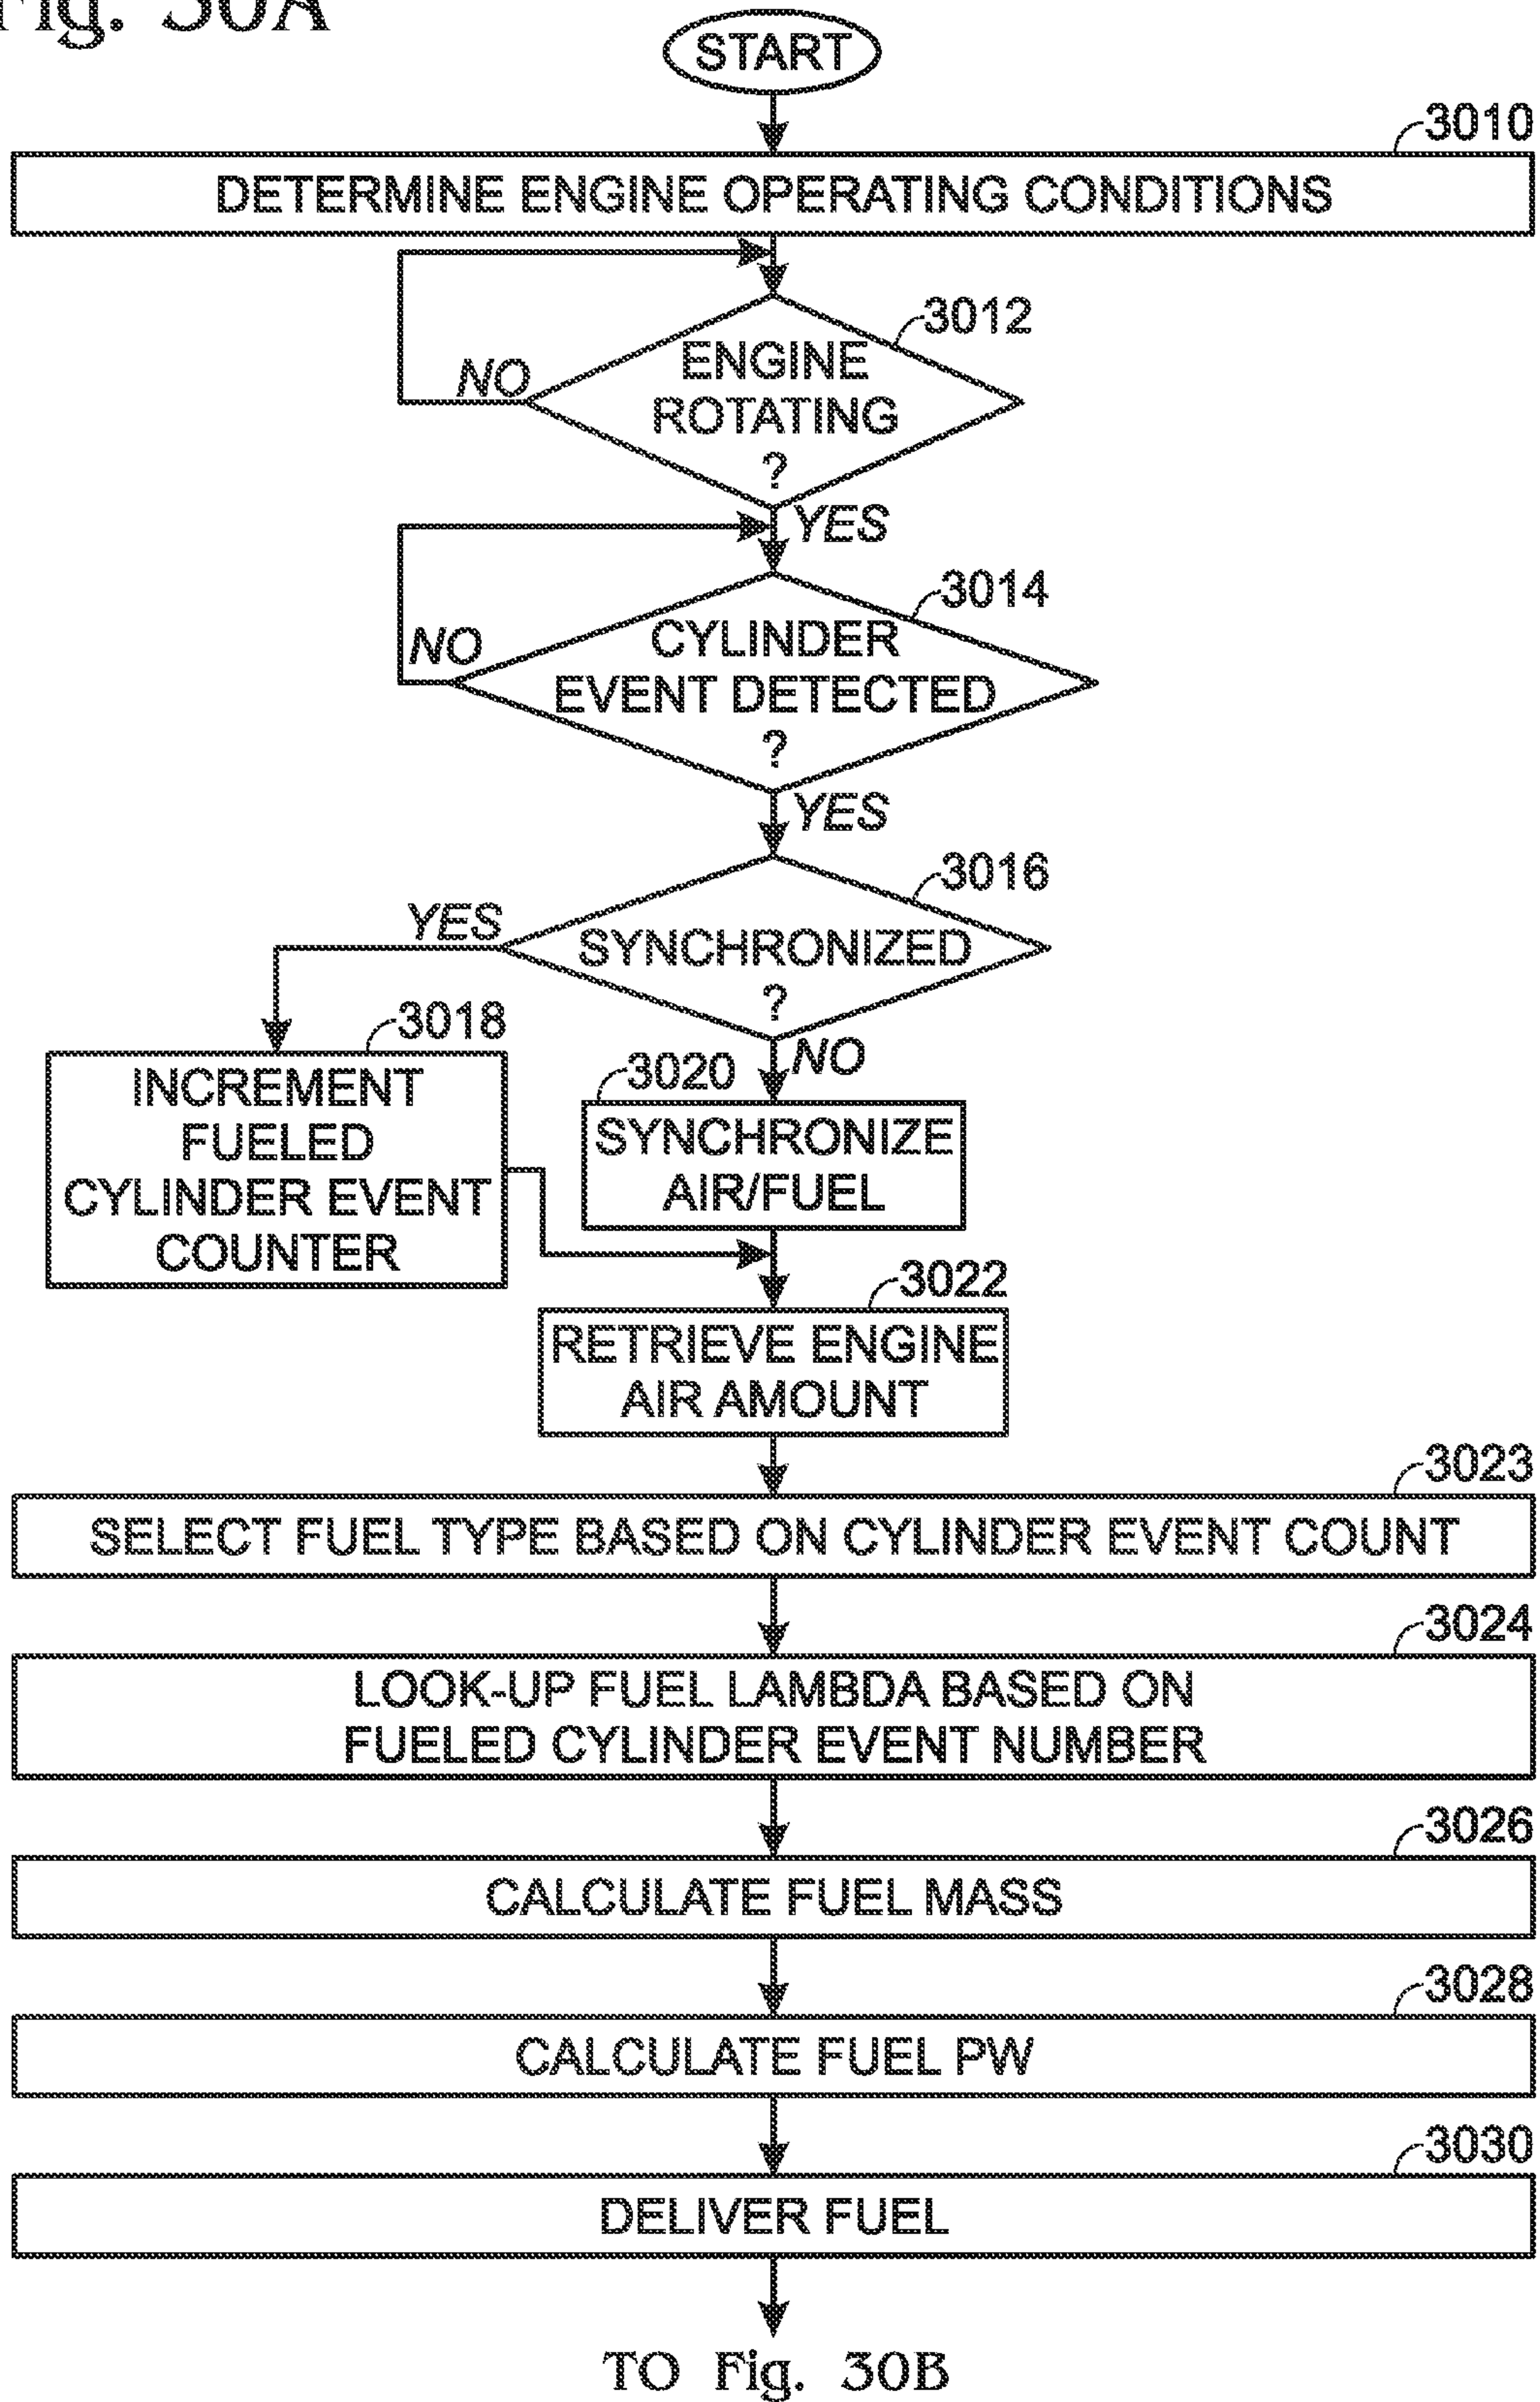 Fig. 30A
START
3010
DETERMINE ENGINE OPERATING CONDITIONS
3012
ENGINE
ROTATING
?
NO
YES
3014
CYLINDER
EVENT DETECTED
?
NO
YES
3016
SYNCHRONIZED
?
YES
NO
3018
INCREMENT
FUELED
CYLINDER EVENT
COUNTER
3020
SYNCHRONIZE
AIR/FUEL
3022
RETRIEVE ENGINE
AIR AMOUNT
3023
SELECT FUEL TYPE BASED ON CYLINDER EVENT COUNT
3024
LOOK-UP FUEL LAMBDA BASED ON
FUELED CYLINDER EVENT NUMBER
3026
CALCULATE FUEL MASS
3028
CALCULATE FUEL PW
3030
DELIVER FUEL
TO Fig. 30B